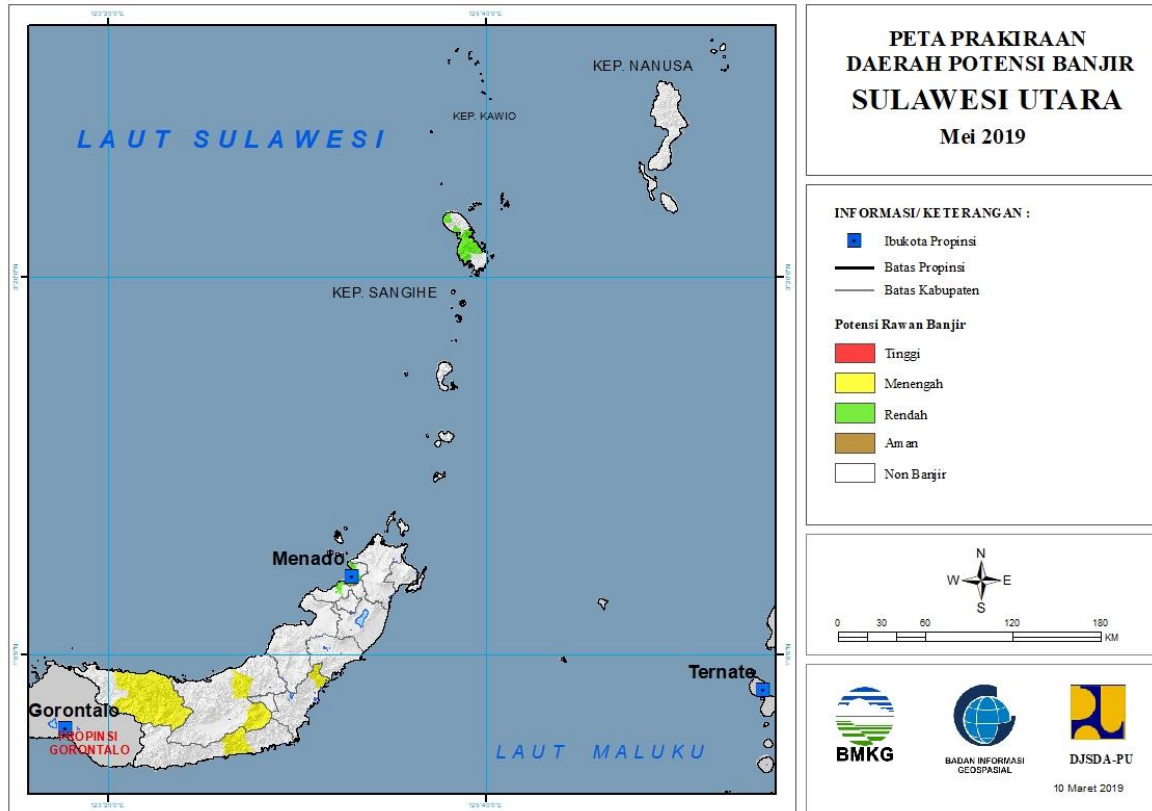 PETA PRAKIRAAN
DAERAH POTENSI BANJIR
SULAWESI UTARA
Mei 2019
INFORMASI/ KETERANGAN :
Ibukota Propinsi
Batas Propinsi
Batas Kabupaten
Potensi Rawan Banjir
Tinggi
Menengah
Rendah
Aman
Non Banjir
N
W E
S
0 30 60 120 180
KM
BMKG
BADAN INFORMASI
GEOSPASIAL
DJSDA-PU
10 Maret 2019
KEP. NANUSA
KEP. KAWIO
LAUT SULAWESI
KEP. SANGIHE
Menado
Ternate
Gorontalo
PROPINSI
GORONTALO
LAUT MALUKU